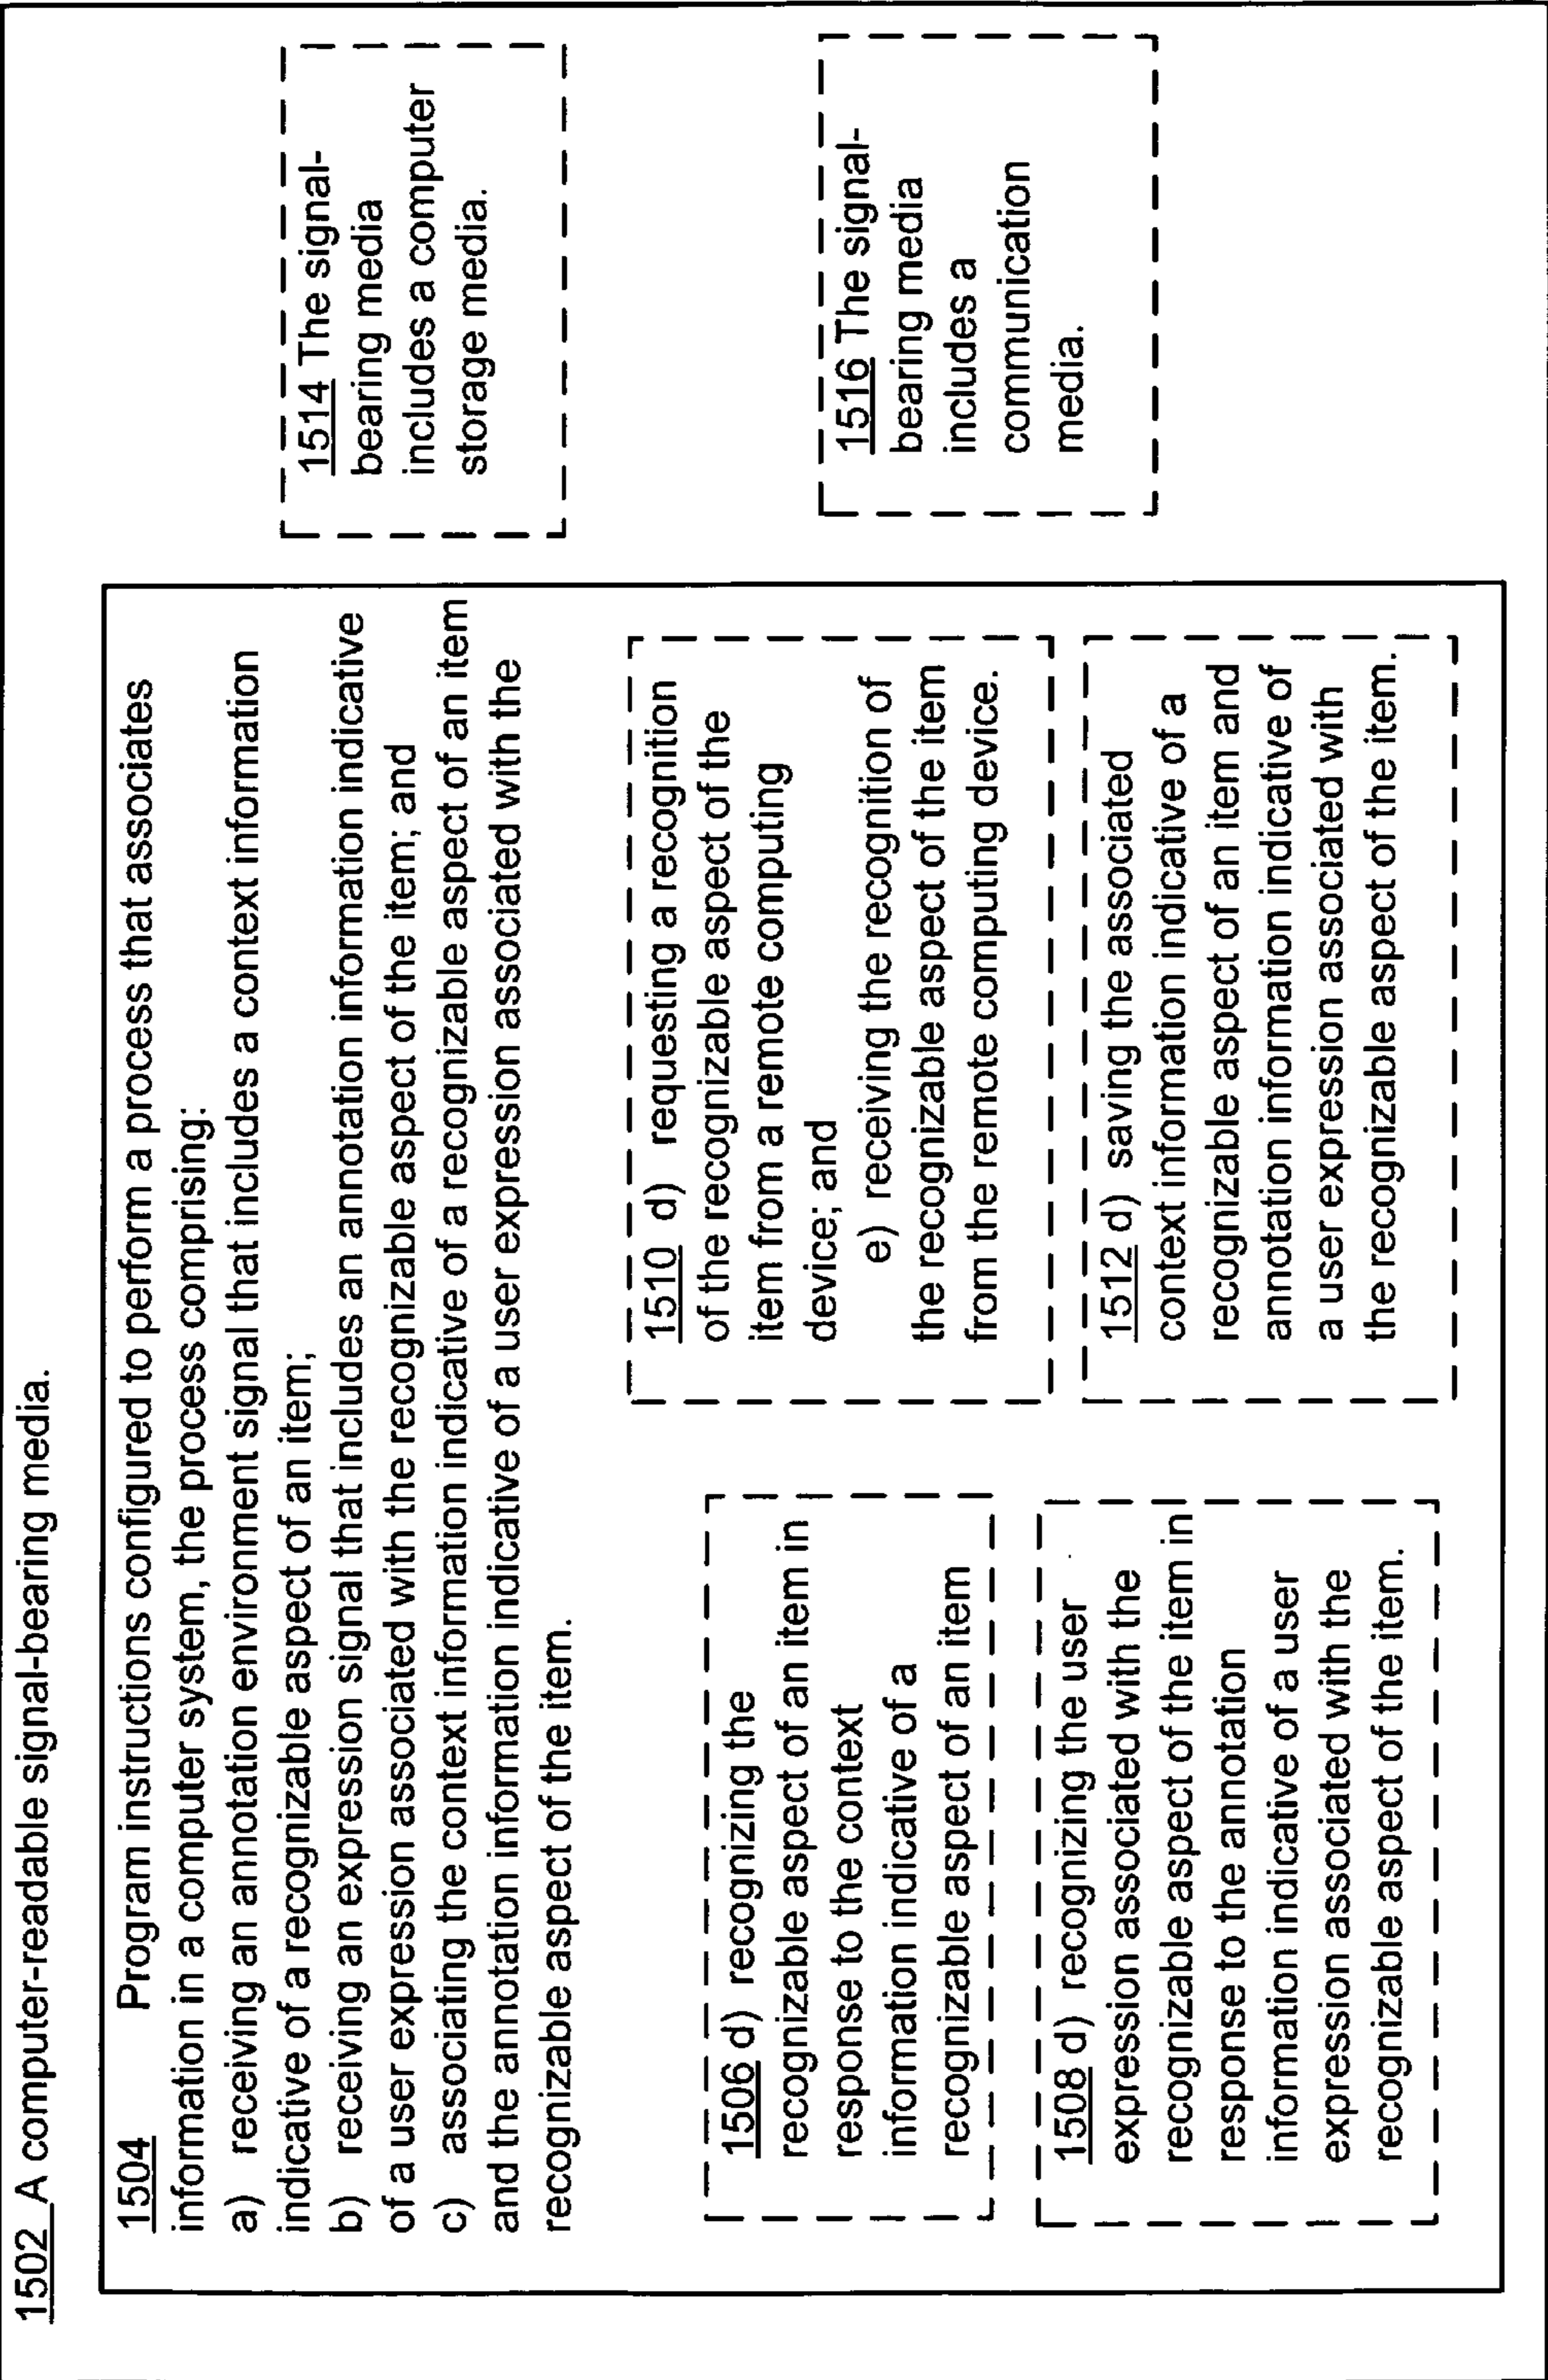 1502 A computer-readable signal-bearing media.
1504 Program instructions configured to perform a process that associates
information in a computer system, the process comprising:
a) receiving an annotation environment signal that includes a context information
indicative of a recognizable aspect of an item;
b) receiving an expression signal that includes an annotation information indicative
of a user expression associated with the recognizable aspect of the item; and
c) associating the context information indicative of a recognizable aspect of an item
and the annotation information indicative of a user expression associated with the
recognizable aspect of the item.
1506 d) recognizing the
recognizable aspect of an item in
response to the context
information indicative of a
recognizable aspect of an item
1508 d) recognizing the user
expression associated with the
recognizable aspect of the item in
response to the annotation
information indicative of a user
expression associated with the
recognizable aspect of the item.
1510 d) requesting a recognition
of the recognizable aspect of the
item from a remote computing
device; and
e) receiving the recognition of
the recognizable aspect of the item
from the remote computing device.
1512 d) saving the associated
context information indicative of a
recognizable aspect of an item and
annotation information indicative of
a user expression associated with
the recognizable aspect of the item.
1514 The signal-
bearing media
includes a computer
storage media.
1516 The signal-
bearing media
includes a
communication
media.